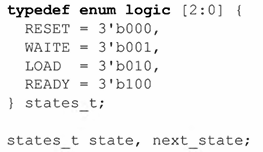 typedef enum logic [2:0] {
RESET = 3'b000,
WAITE = 3'b001,
LOAD = 3'b010,
READY = 3'b100
} states_t;
states_t state, next_state;